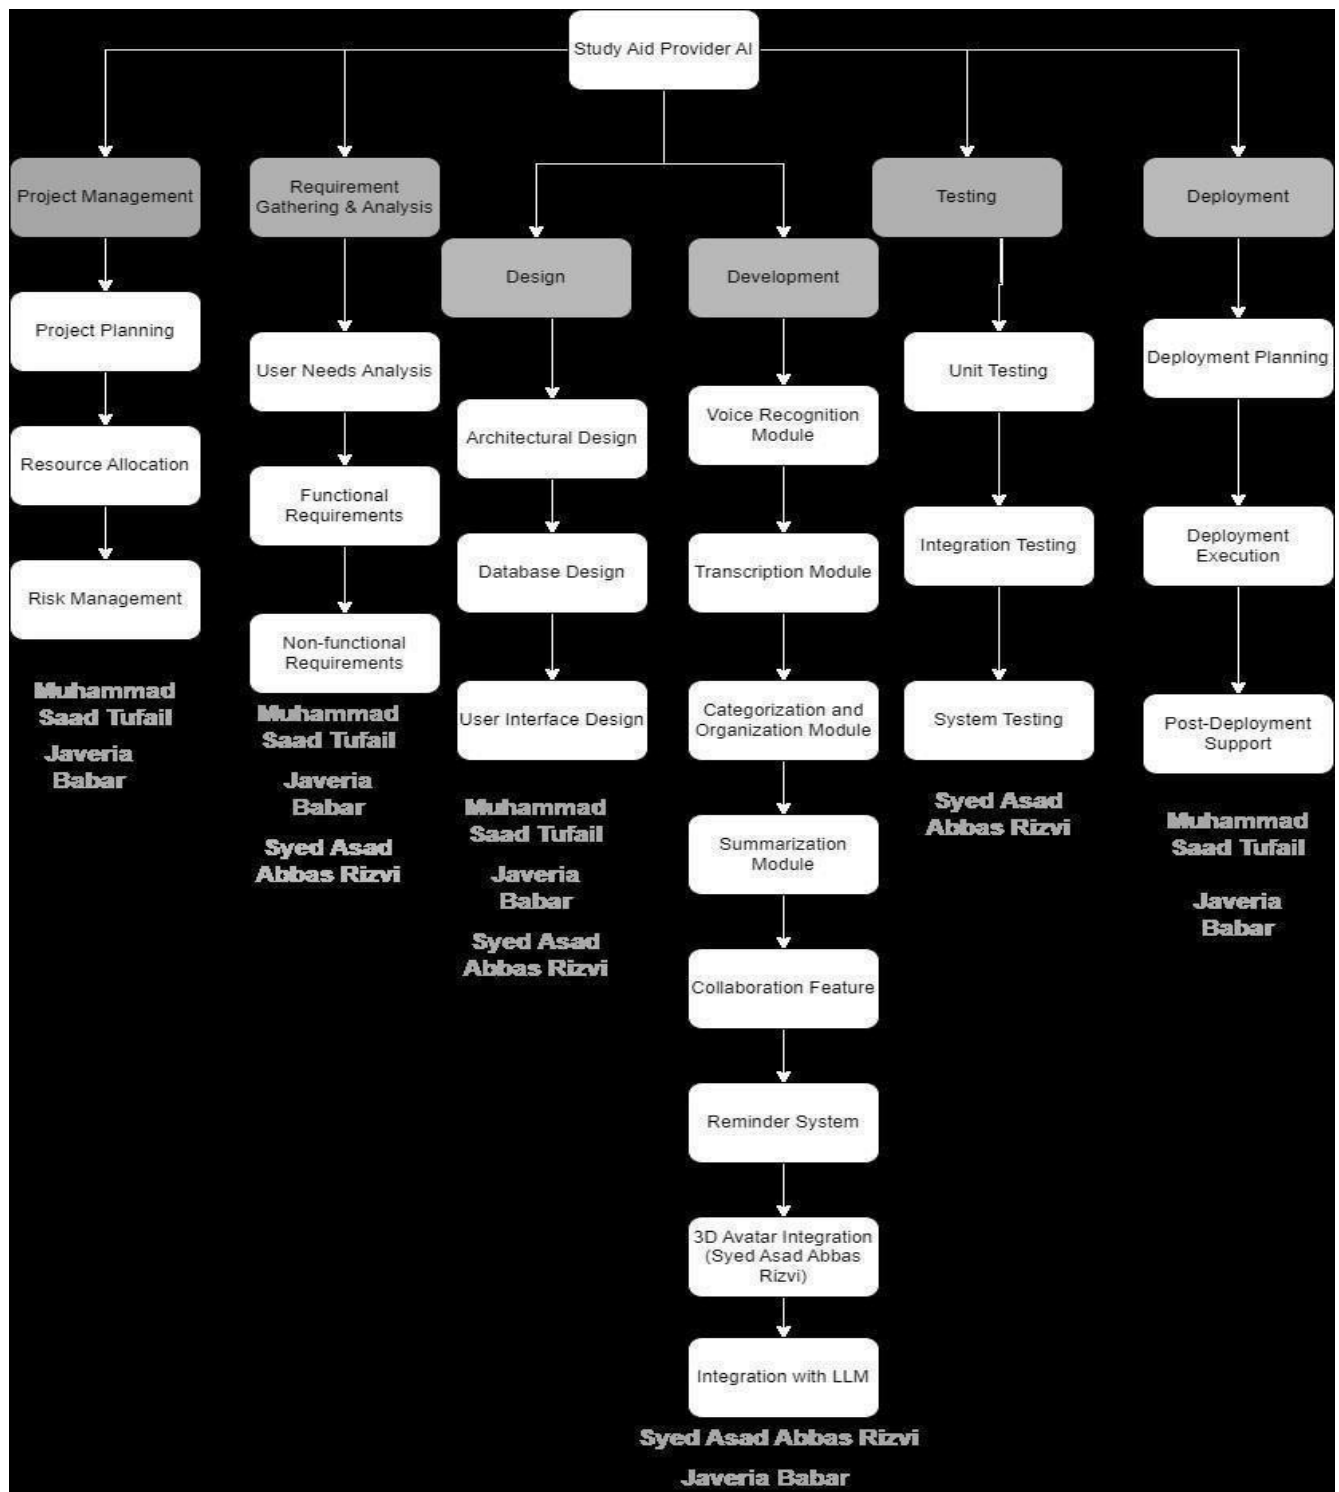 Study Aid Provider AI
Project Management
Project Planning
Resource Allocation
Risk Management
Muhammad
Saad Tufail
Javeria
Babar
Requirement
Gathering & Analysis
User Needs Analysis
Functional
Requirements
Non-functional
Requirements
Muhammad
Saad Tufail
Javeria
Babar
Syed Asad
Abbas Rizvi
Design
Architectural Design
Database Design
User Interface Design
Muhammad
Saad Tufail
Javeria
Babar
Syed Asad
Abbas Rizvi
Development
Voice Recognition
Module
Transcription Module
Categorization and
Organization Module
Summarization
Module
Collaboration Feature
Reminder System
3D Avatar Integration
(Syed Asad Abbas
Rizvi)
Integration with LLM
Syed Asad Abbas Rizvi
Javeria Babar
Testing
Unit Testing
Integration Testing
System Testing
Syed Asad
Abbas Rizvi
Deployment
Deployment Planning
Deployment
Execution
Post-Deployment
Support
Muhammad
Saad Tufail
Javeria
Babar